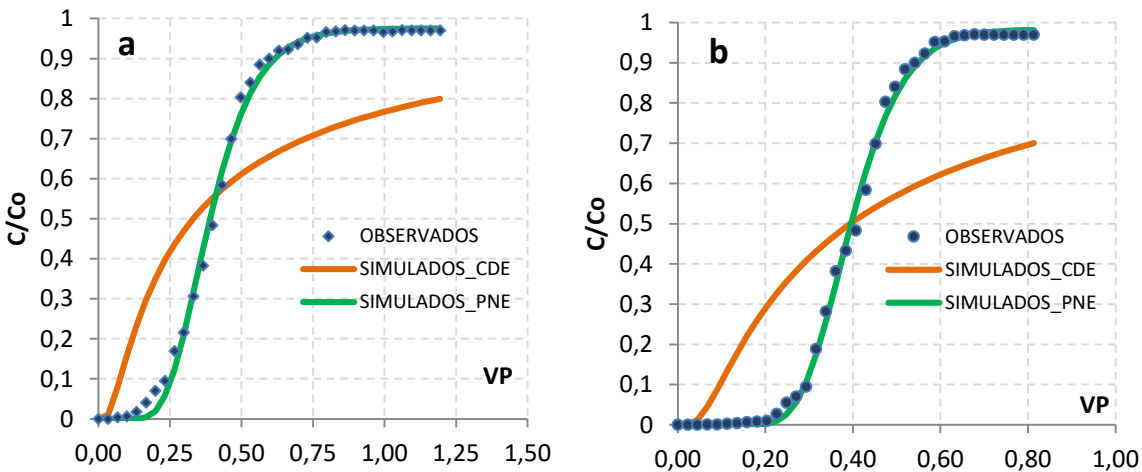 a
C/Co
1
0,9
0,8
0,7
0,6
0,5
0,4
0,3
0,2
0,1
0
OBSERVADOS
SIMULADOS_CDE
SIMULADOS_PNE
VP
0,00 0,25 0,50 0,75 1,00 1,25 1,50
b
C/Co
1
0,9
0,8
0,7
0,6
0,5
0,4
0,3
0,2
0,1
0
OBSERVADOS
SIMULADOS_CDE
SIMULADOS_PNE
VP
0,00 0,20 0,40 0,60 0,80 1,00